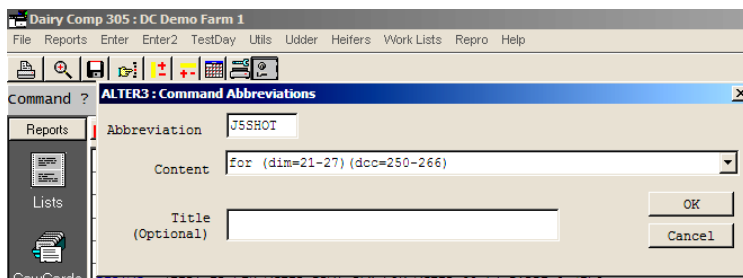 Dairy Comp 305 : DC Demo Farm 1
File Reports Enter Enter2 TestDay Utils Udder Heifers Work Lists Repro Help
Command ?
ALTER3 : Command Abbreviations
Reports
Abbreviation J5SHOT
Content for (dim=21-27)(dcc=250-266)
Lists
Title
(Optional)
OK
Cancel
CowCards